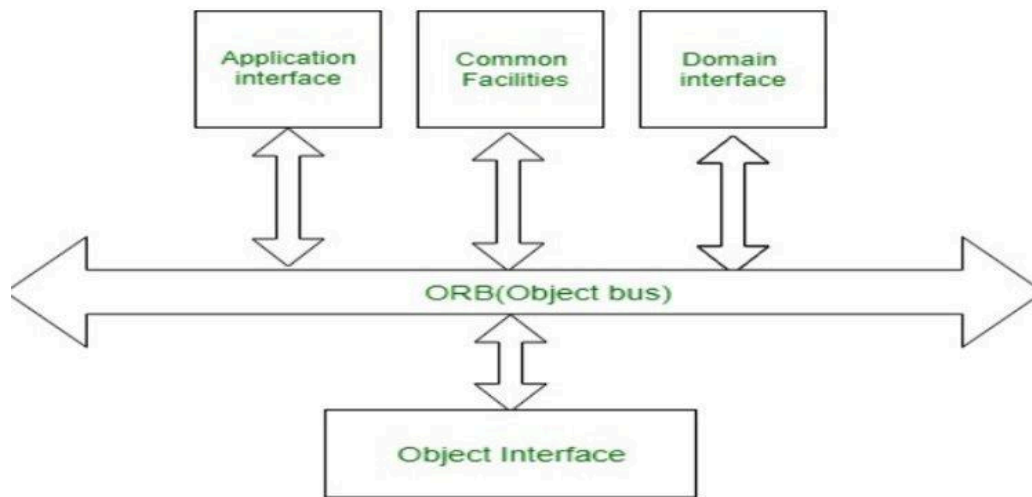 Application
interface
Common
Facilities
Domain
interface
ORB(Object bus)
Object Interface